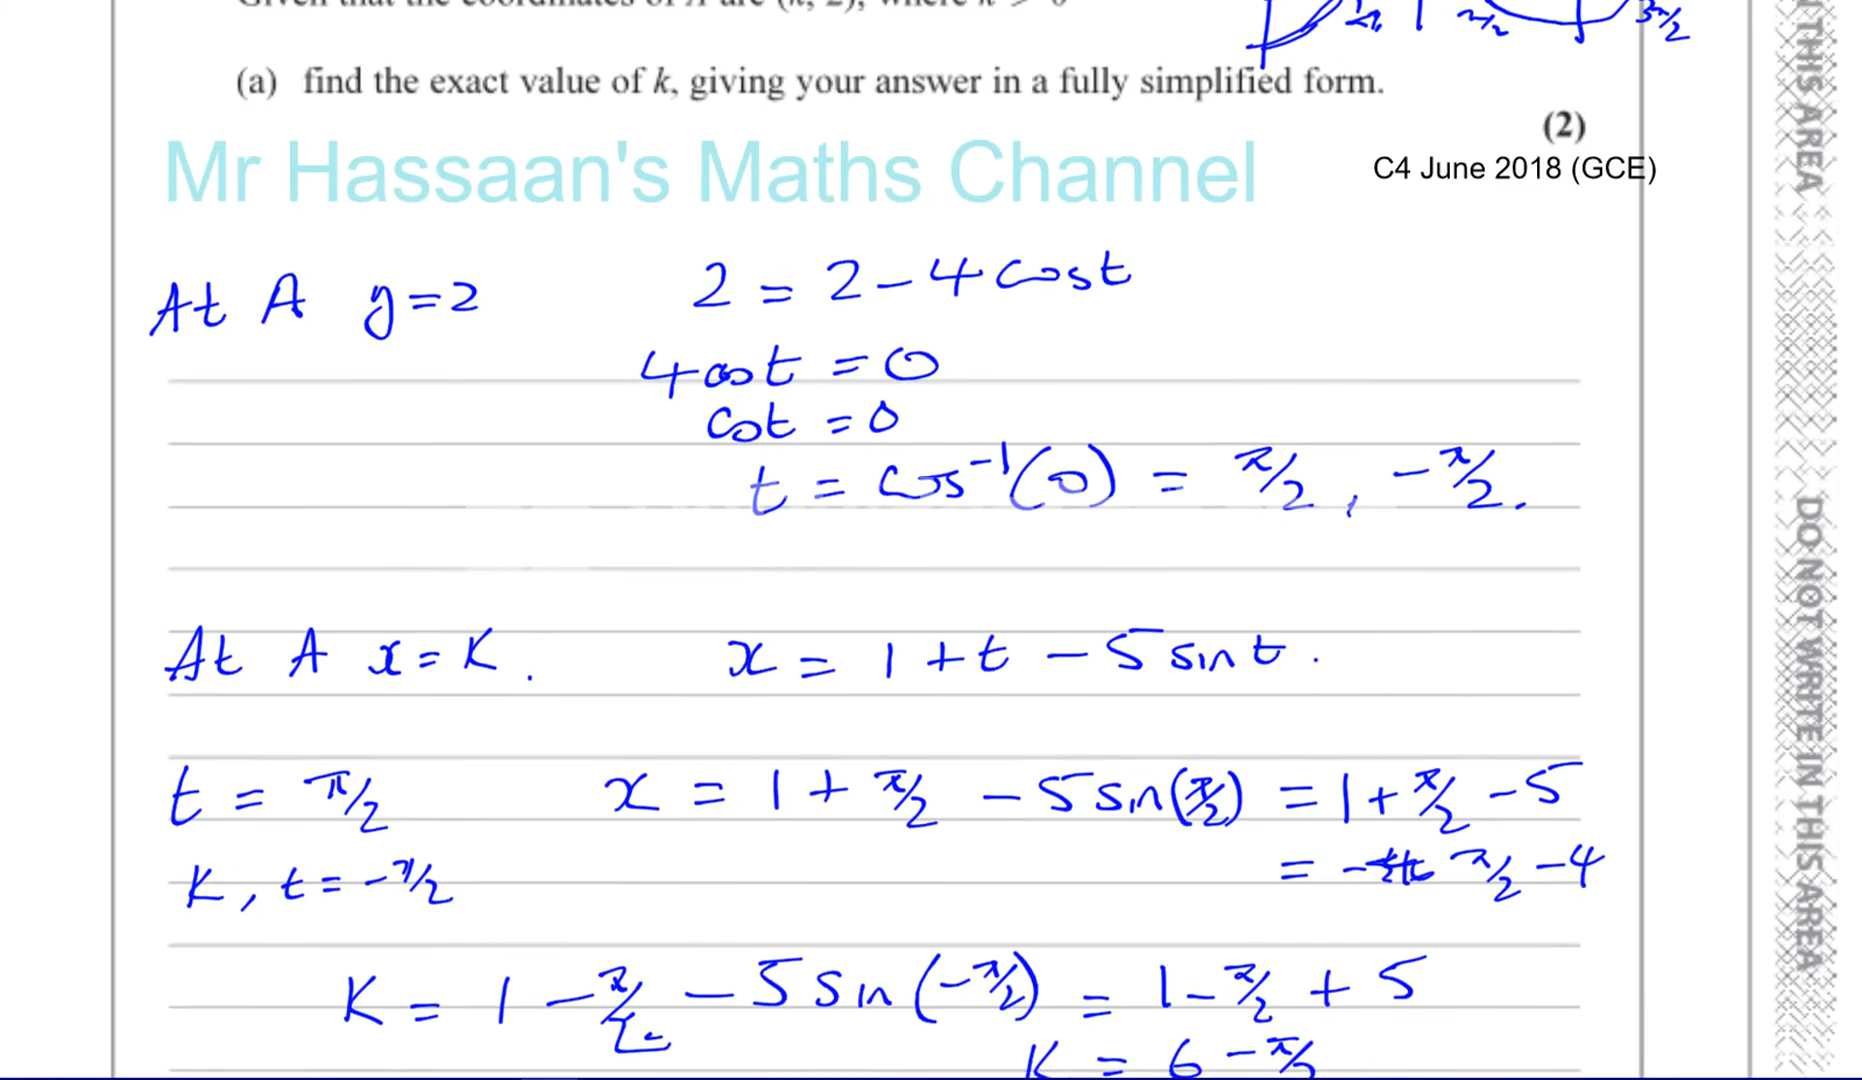 (a) find the exact value of k, giving your answer in a fully simplified form.
(2)
Mr Hassaan's Maths Channel
C4 June 2018 (GCE)
At A y=2 2 = 2-4cost
4cost = 0
cost = 0
t = cos⁻¹(0) = π/2, -π/2.
At A x=K. x = 1+t-5sint.
t = π/2 x = 1+π/2-5sin(π/2) = 1+π/2-5
K, t=-π/2 = π/2-4
K = 1-π/2-5sin(-π/2) = 1-π/2+5
K = 6-π/2
THIS AREA
DO NOT WRITE IN THIS AREA